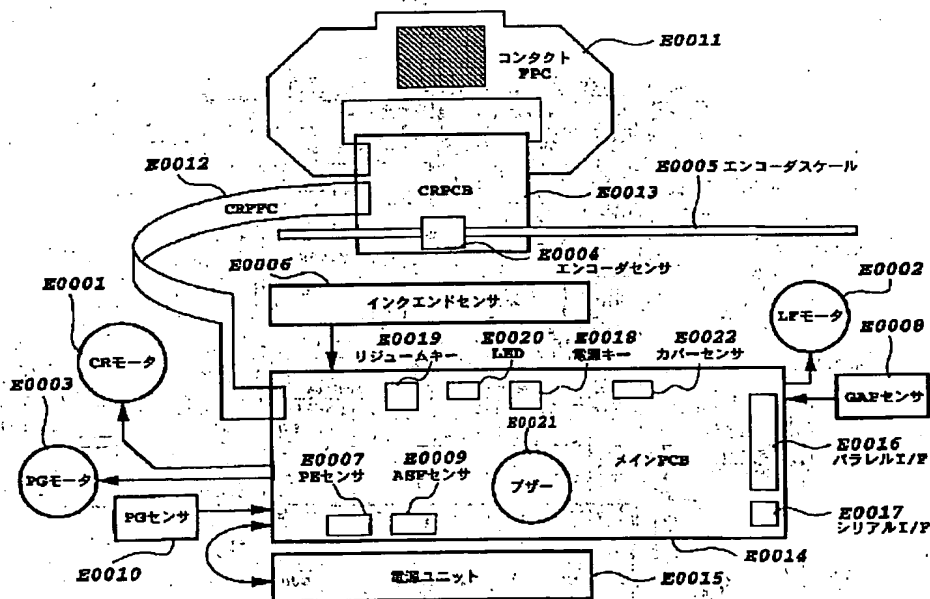 E0011
コンタクト
FPC
E0012
CRFFC
CRPCB
E0013
E0005 エンコーダスケール
E0004
エンコーダセンサ
E0006
インクエンドセンサ
E0001
CRモータ
E0002
LFモータ
E0019
リジュームキー
E0020
LED
E0018
電源キー
E0022
カバーセンサ
E0008
GAPセンサ
E0003
PGモータ
E0021
ブザー
E0007
PEセンサ
E0009
ASFセンサ
メインPCB
E0016
パラレルI/F
PGセンサ
E0017
シリアルI/F
E0010
E0014
電源ユニット
E0015